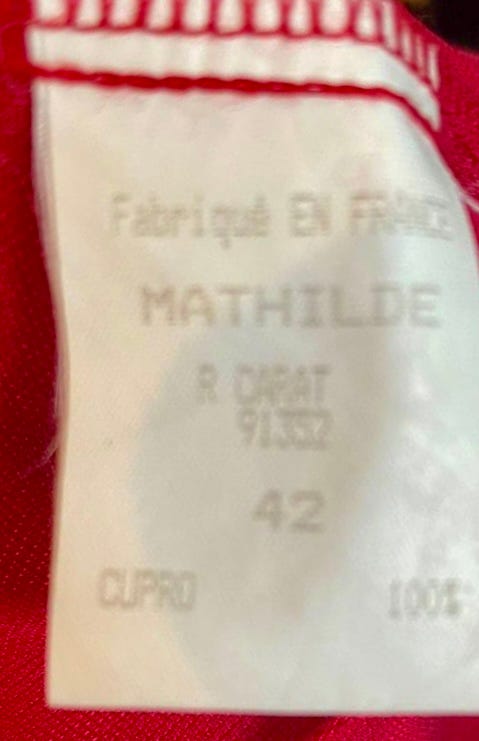 Fabriqué EN FRANCE
MATHILDE
R CARAT
91332
42
CUPRO 100%